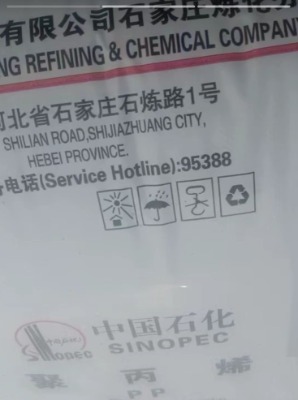 有限公司石家庄炼化分
NG REFINING & CHEMICAL COMPAN
河北省石家庄石炼路1号
SHILIAN ROAD,SHIJIAZHUANG CITY,
HEBEI PROVINCE.
电话(Service Hotline):95388
中国石化
SINOPEC
Sinopec
聚丙烯
PP